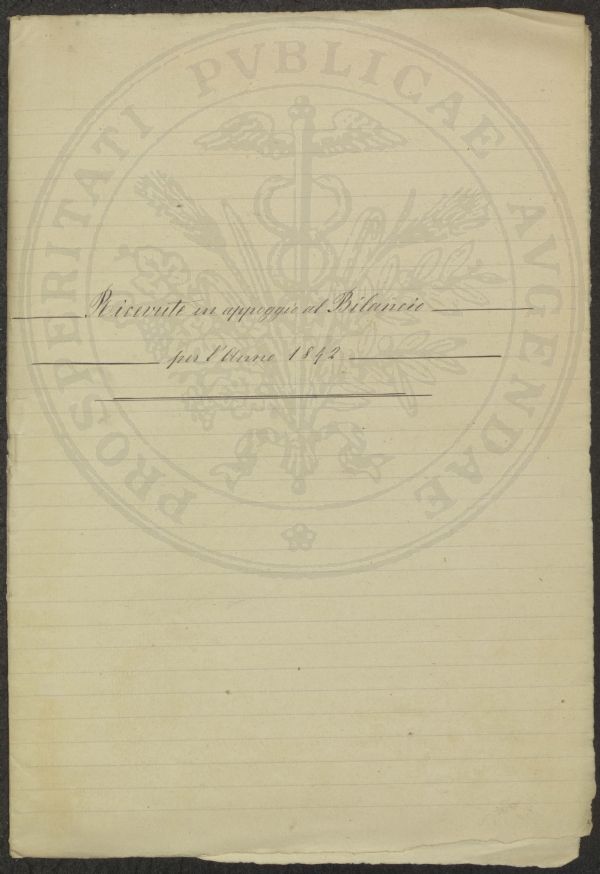 PROSPERITATI PVBLICAE AVGENDAE
Ricevute in appoggio al Bilancio
per l'Anno 1842